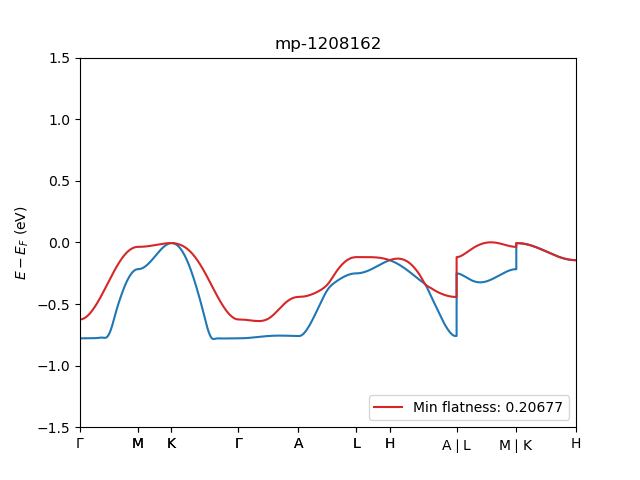 mp-1208162
E − E_F (eV)
1.5
1.0
0.5
0.0
−0.5
−1.0
−1.5
Γ M K Γ A L H A | L M | K H
Min flatness: 0.20677